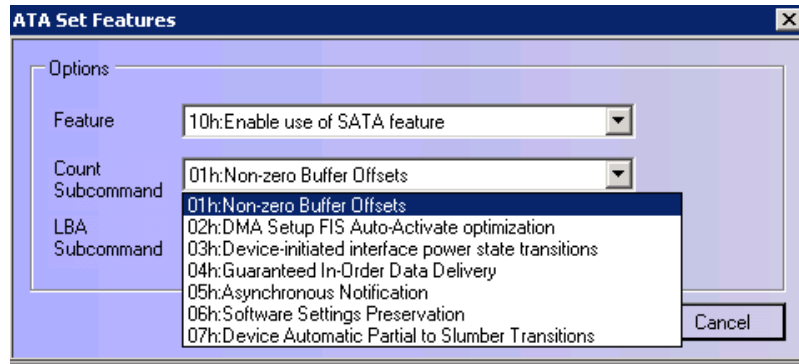 ATA Set Features
Options
Feature
10h:Enable use of SATA feature
Count
Subcommand
01h:Non-zero Buffer Offsets
01h:Non-zero Buffer Offsets
02h:DMA Setup FIS Auto-Activate optimization
LBA
Subcommand
03h:Device-initiated interface power state transitions
04h:Guaranteed In-Order Data Delivery
05h:Asynchronous Notification
06h:Software Settings Preservation
07h:Device Automatic Partial to Slumber Transitions
Cancel